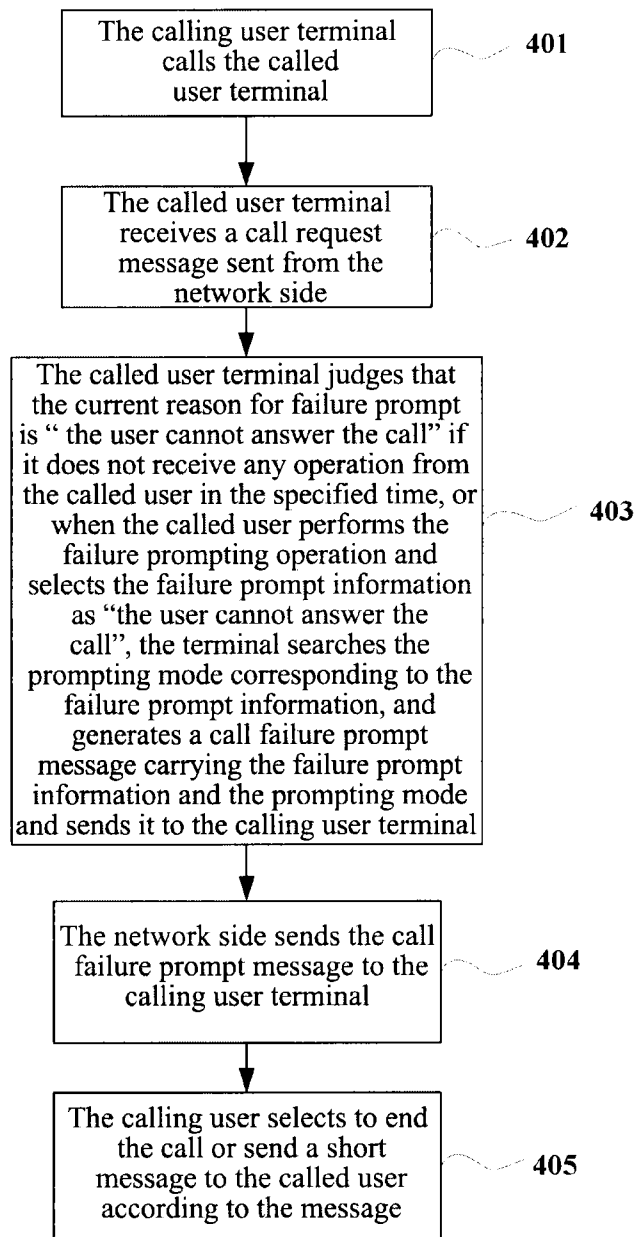 The calling user terminal
calls the called
user terminal
401
The called user terminal
receives a call request
message sent from the
network side
402
The called user terminal judges that
the current reason for failure prompt
is “ the user cannot answer the call” if
it does not receive any operation from
the called user in the specified time, or
when the called user performs the
failure prompting operation and
selects the failure prompt information
as “the user cannot answer the
call”, the terminal searches the
prompting mode corresponding to the
failure prompt information, and
generates a call failure prompt
message carrying the failure prompt
information and the prompting mode
and sends it to the calling user terminal
403
The network side sends the call
failure prompt message to the
calling user terminal
404
The calling user selects to end
the call or send a short
message to the called user
according to the message
405